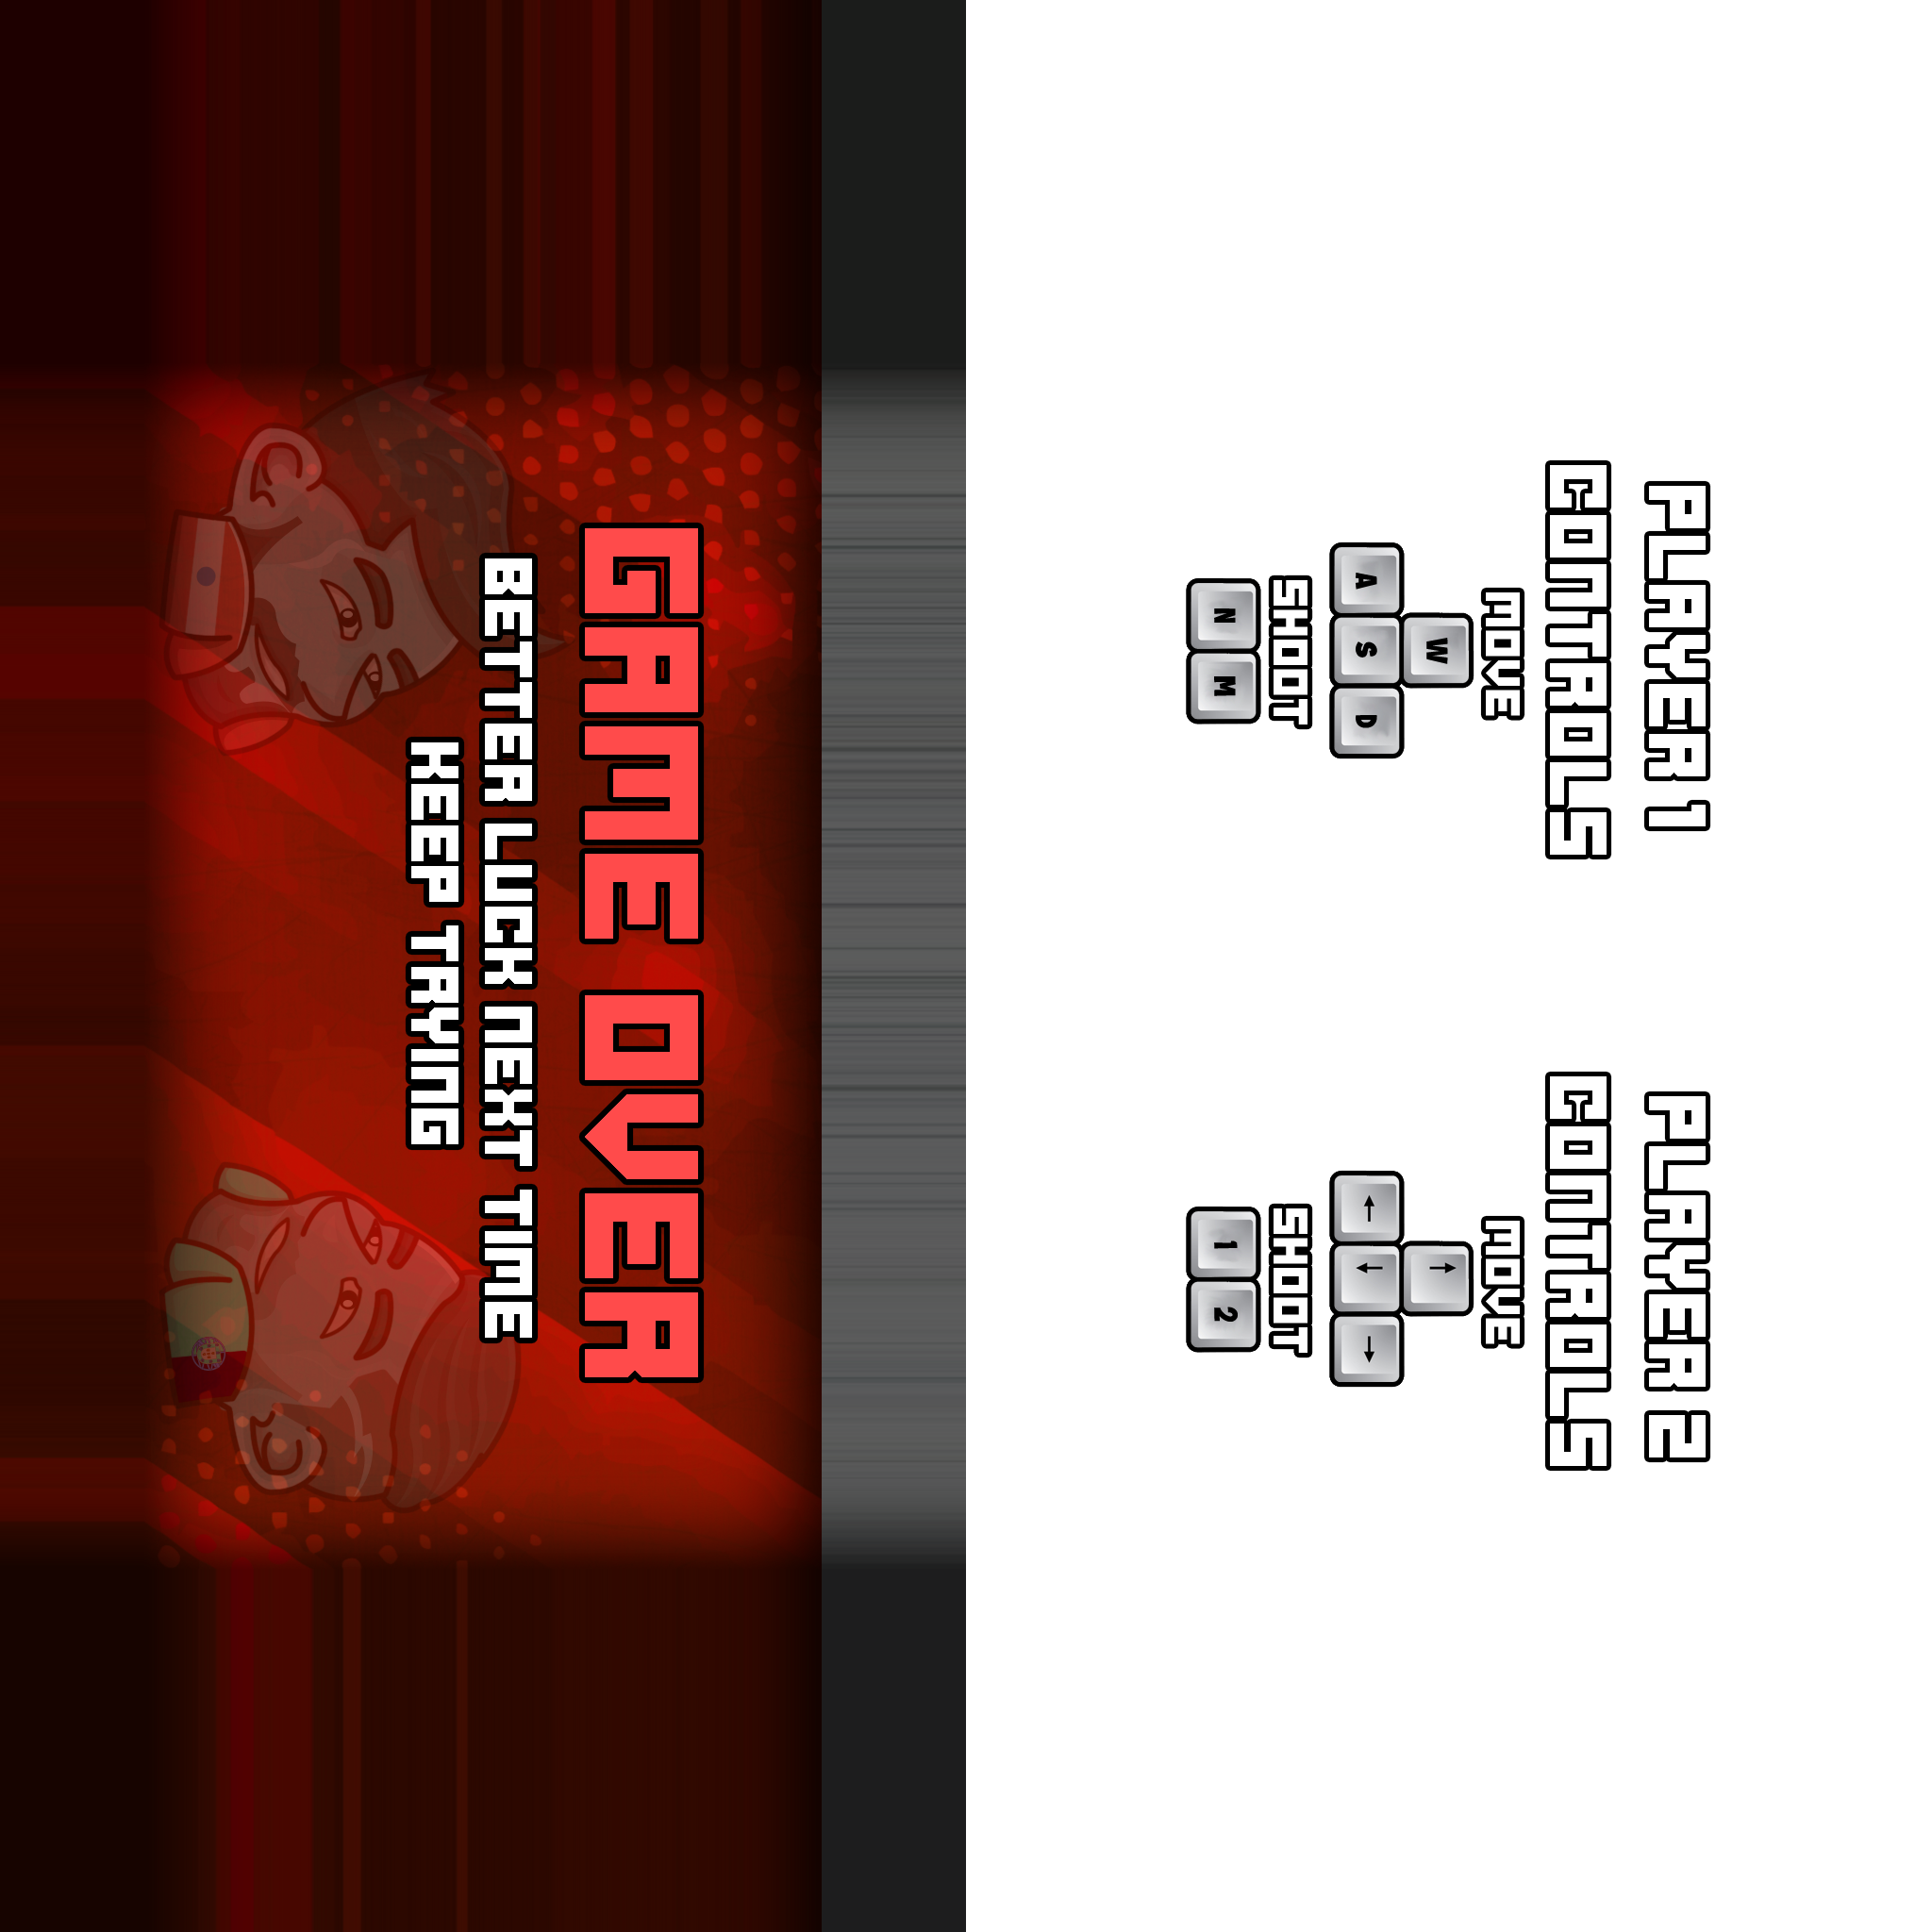 PLAYER 1
CONTROLS
MOVE
W
A S D
SHOOT
N M
PLAYER 2
CONTROLS
MOVE
↑
← ↓ →
SHOOT
1 2
GAME OVER
BETTER LUCK NEXT TIME
KEEP TRYING